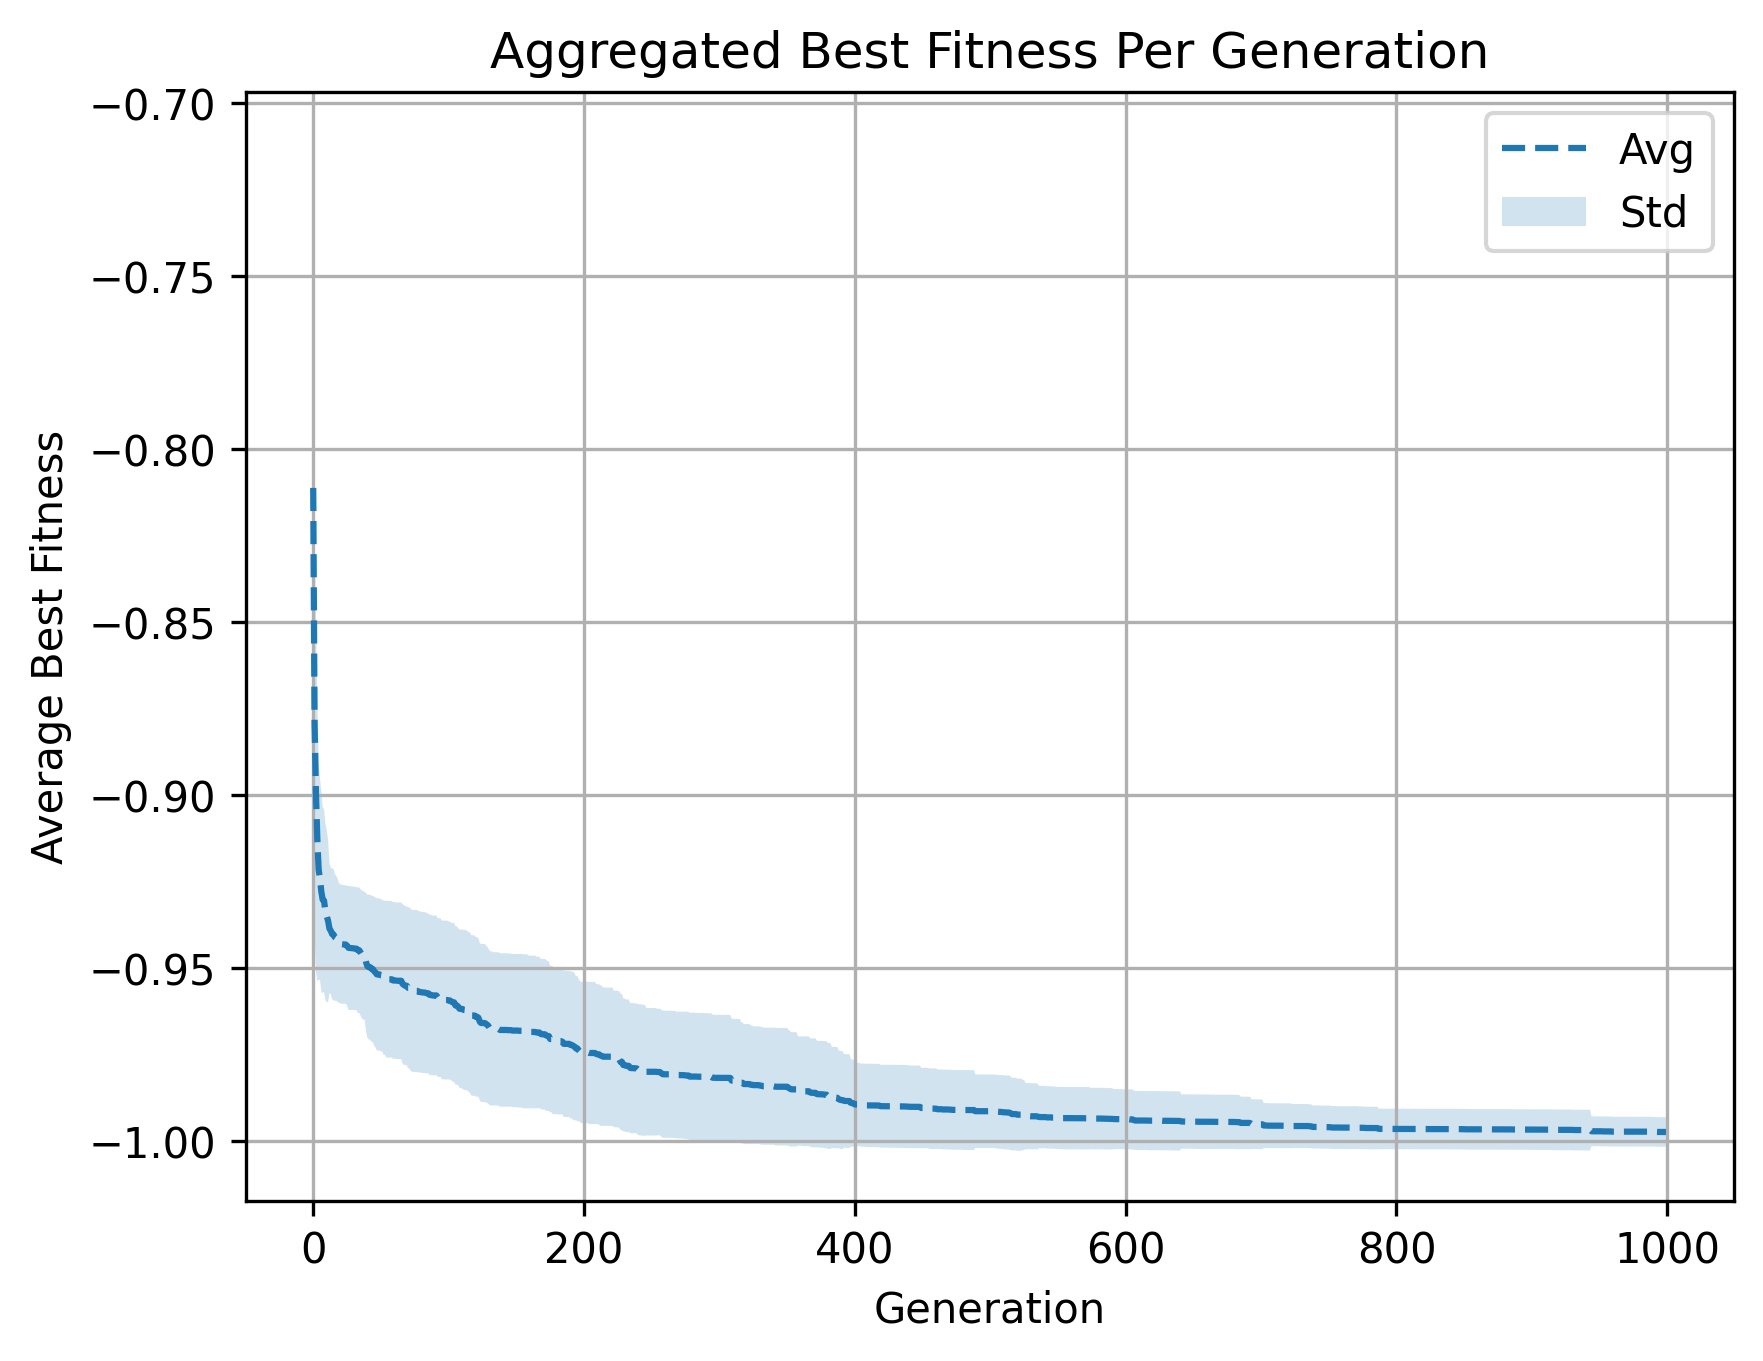 Aggregated Best Fitness Per Generation
Average Best Fitness
−0.70
−0.75
−0.80
−0.85
−0.90
−0.95
−1.00
Avg
Std
0 200 400 600 800 1000
Generation